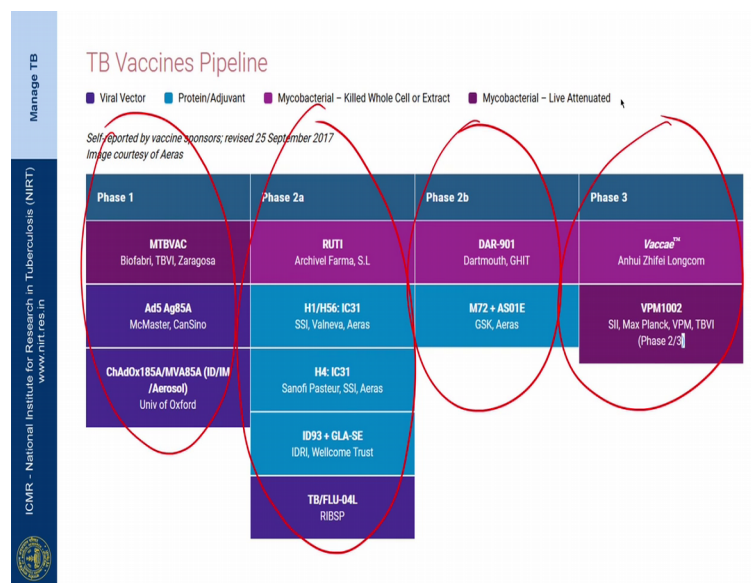 Manage TB
ICMR - National Institute for Research in Tuberculosis (NIRT)
www.nirt.res.in
TB Vaccines Pipeline
Viral Vector
Protein/Adjuvant
Mycobacterial – Killed Whole Cell or Extract
Mycobacterial – Live Attenuated
Self-reported by vaccine sponsors; revised 25 September 2017
Image courtesy of Aeras
Phase 1
MTBVAC
Biofabri, TBVI, Zaragosa
Ad5 Ag85A
McMaster, CanSino
ChAdOx185A/MVA85A (ID/IM
/Aerosol)
Univ of Oxford
Phase 2a
RUTI
Archivel Farma, S.L
H1/H56: IC31
SSI, Valneva, Aeras
H4: IC31
Sanofi Pasteur, SSI, Aeras
ID93 + GLA-SE
IDRI, Wellcome Trust
TB/FLU-04L
RIBSP
Phase 2b
DAR-901
Dartmouth, GHIT
M72 + AS01E
GSK, Aeras
Phase 3
Vaccae™
Anhui Zhifei Longcom
VPM1002
SII, Max Planck, VPM, TBVI
(Phase 2/3)